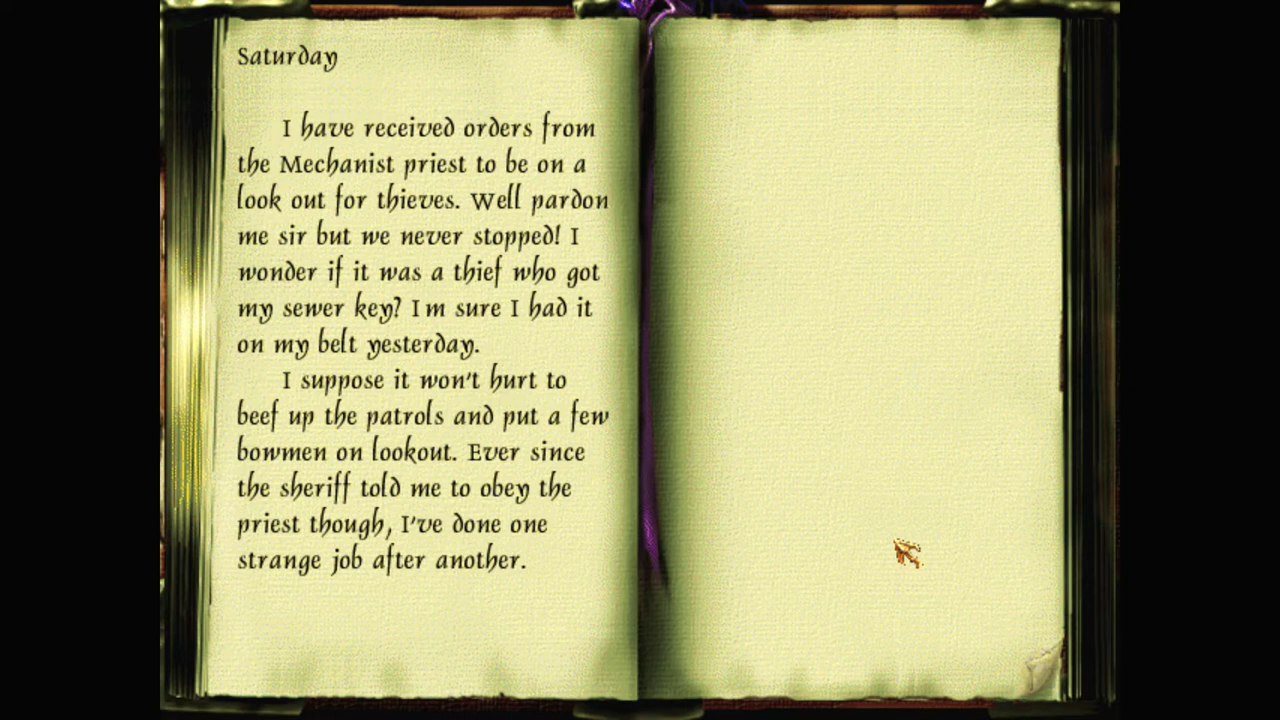 Saturday
I have received orders from
the Mechanist priest to be on a
look out for thieves. Well pardon
me sir but we never stopped! I
wonder if it was a thief who got
my sewer key? Im sure I had it
on my belt yesterday.
I suppose it won't hurt to
beef up the patrols and put a few
bowmen on lookout. Ever since
the sheriff told me to obey the
priest though, I've done one
strange job after another.